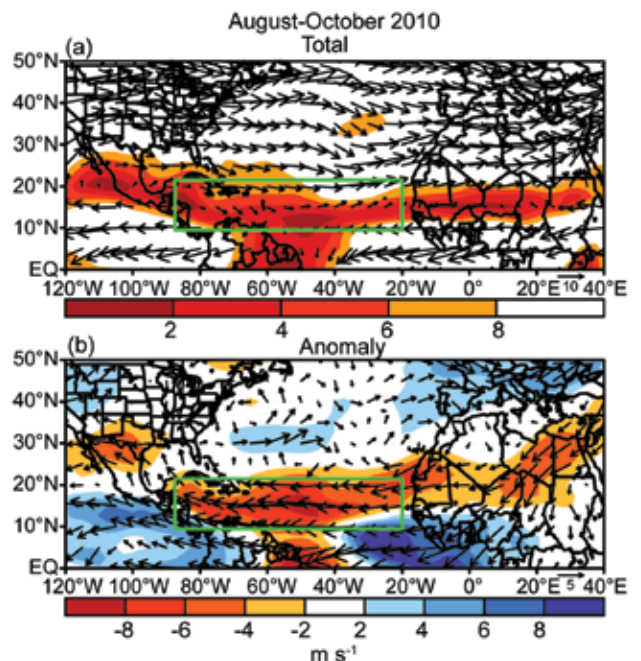 August-October 2010
Total
(a)
50°N
40°N
30°N
20°N
10°N
EQ
120°W 100°W 80°W 60°W 40°W 20°W 0° 20°E 10 40°E
2 4 6 8
(b) Anomaly
50°N
40°N
30°N
20°N
10°N
EQ
120°W 100°W 80°W 60°W 40°W 20°W 0° 20°E 5 40°E
-8 -6 -4 -2 2 4 6 8
m s-1